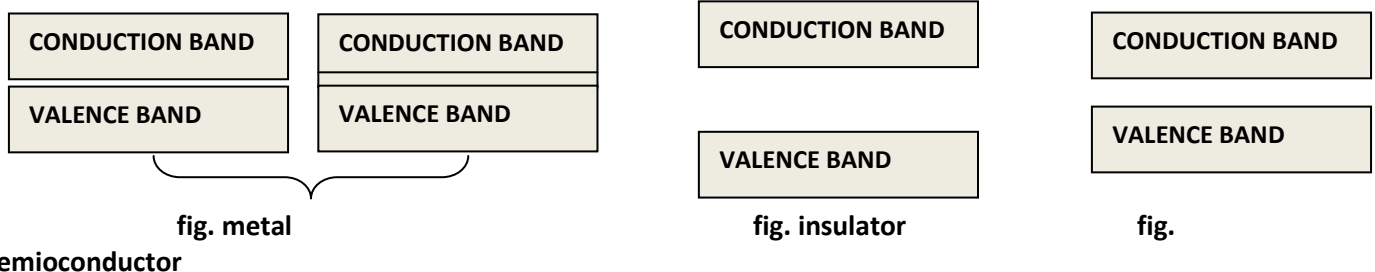 CONDUCTION BAND CONDUCTION BAND CONDUCTION BAND CONDUCTION BAND
VALENCE BAND VALENCE BAND VALENCE BAND VALENCE BAND
fig. metal fig. insulator fig.
emioconductor